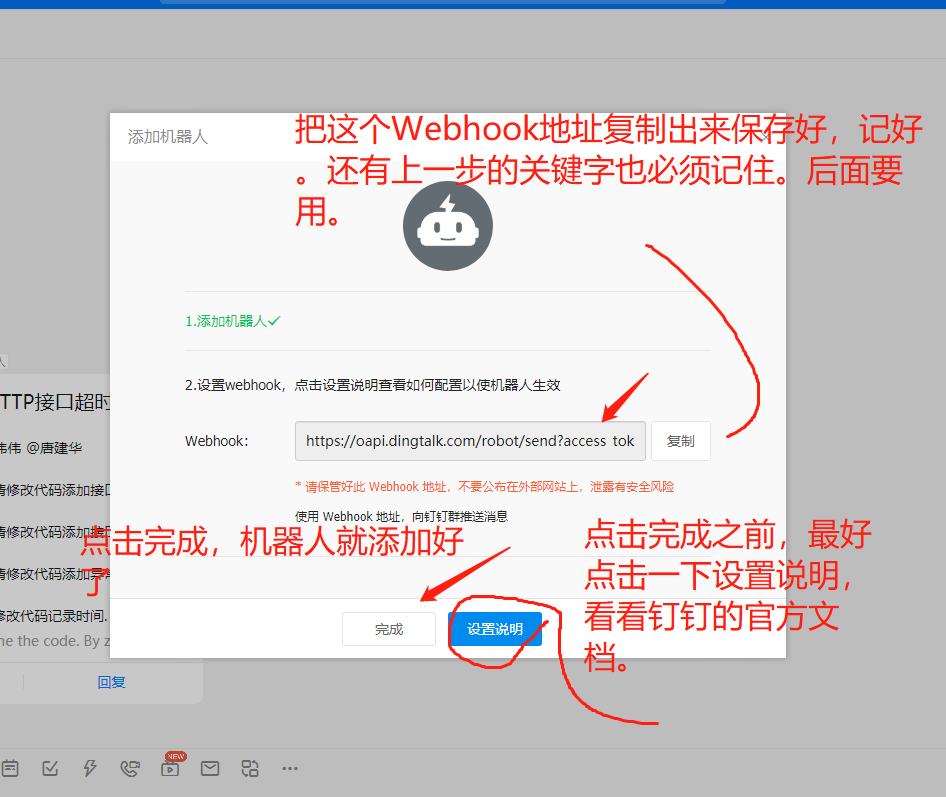 添加机器人
把这个Webhook地址复制出来保存好，记好
。还有上一步的关键字也必须记住。后面要
用。
1.添加机器人
2.设置webhook，点击设置说明查看如何配置以使机器人生效
TTP接口超时
伟 @唐建华
Webhook:
https://oapi.dingtalk.com/robot/send?access tok
复制
请修改代码添加接口
* 请保管好此 Webhook 地址，不要公布在外部网站上，泄露有安全风险
使用 Webhook 地址，向钉钉群推送消息
请修改代码添加接口
点击完成，机器人就添加好
了
点击完成之前，最好
点击一下设置说明，
看看钉钉的官方文
档。
请修改代码添加异常
修改代码记录时间.
ne the code. By z
完成
设置说明
回复
NEW